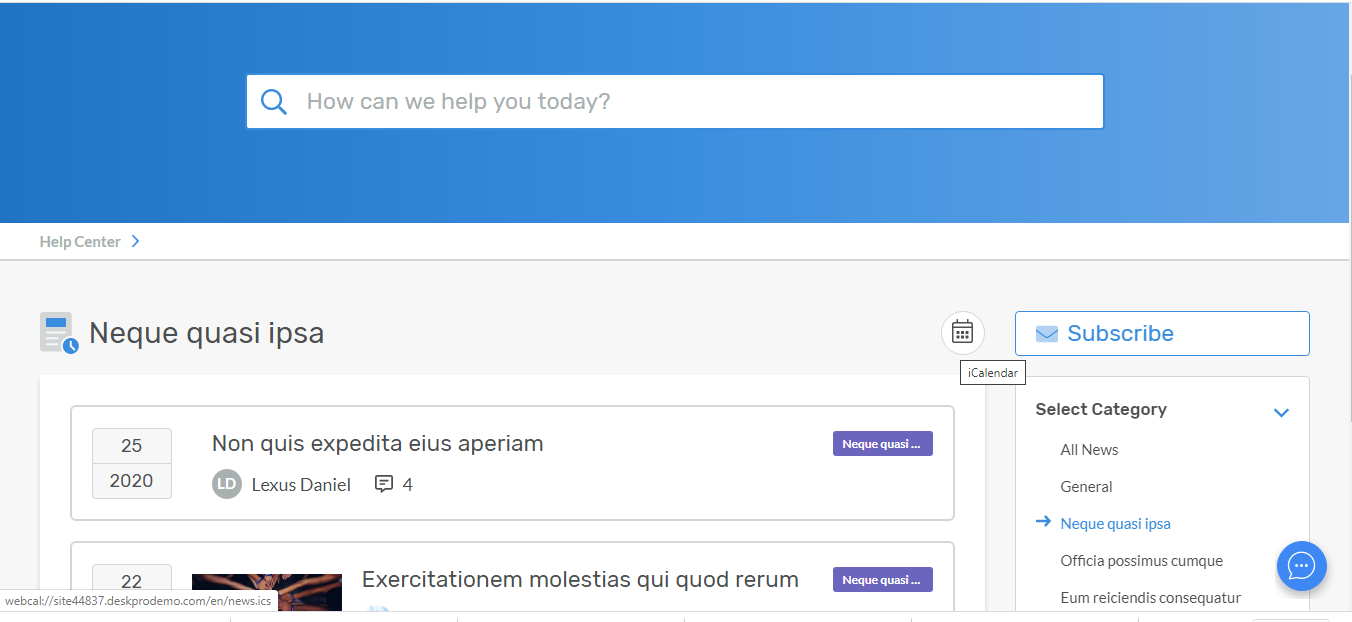 How can we help you today?
Help Center
Neque quasi ipsa
Subscribe
iCalendar
25
2020
Non quis expedita eius aperiam
Neque quasi ...
LD
Lexus Daniel
4
22
Exercitationem molestias qui quod rerum
Neque quasi ...
Select Category
All News
General
Neque quasi ipsa
Officia possimus cumque
Eum reiciendis consequatur
webcal://site44837.deskprodemo.com/en/news.ics